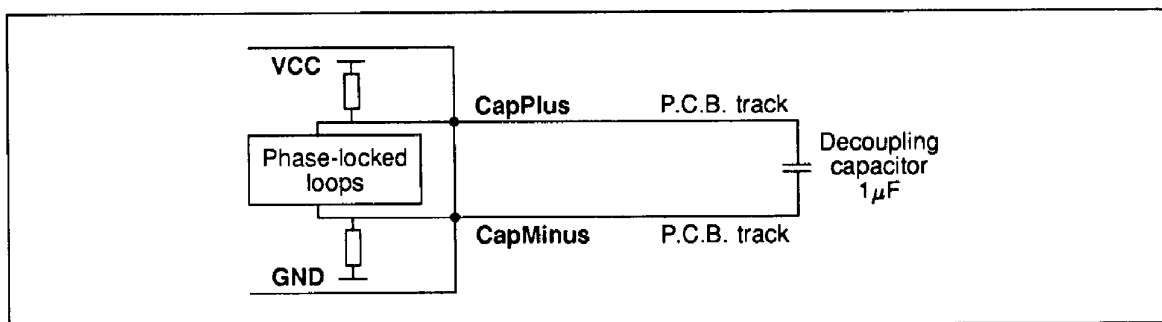 VCC
CapPlus
P.C.B. track
Phase-locked
loops
Decoupling
capacitor
1μF
CapMinus
P.C.B. track
GND